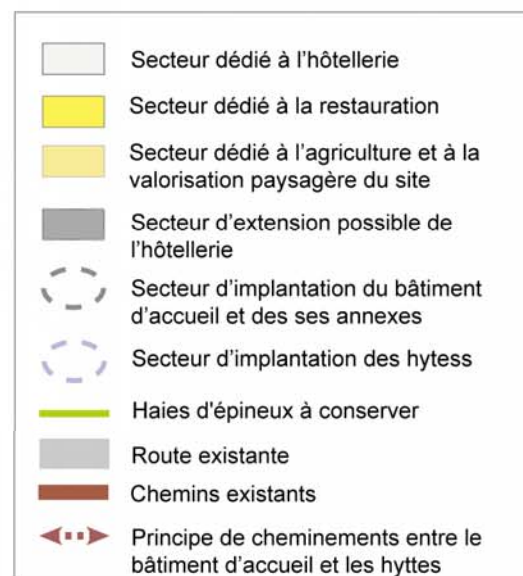 Secteur dédié à l'hôtellerie
Secteur dédié à la restauration
Secteur dédié à l'agriculture et à la
valorisation paysagère du site
Secteur d'extension possible de
l'hôtellerie
Secteur d'implantation du bâtiment
d'accueil et des ses annexes
Secteur d'implantation des hytess
Haies d'épineux à conserver
Route existante
Chemins existants
Principe de cheminements entre le
bâtiment d'accueil et les hyttes